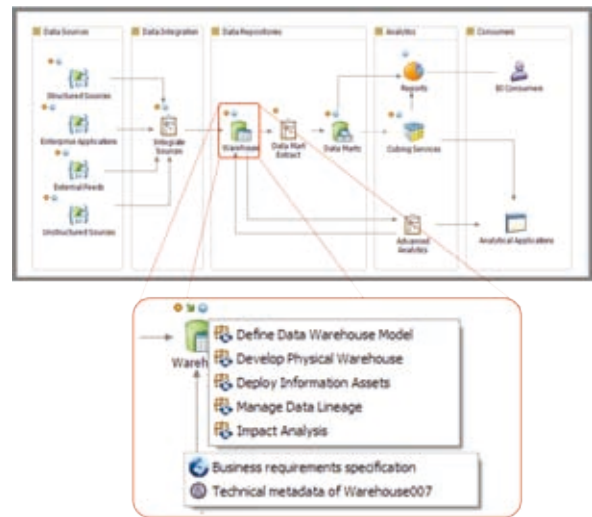 Data Sources
Data Integration
Data Repositories
Analytics
Consumers
Structured Sources
Enterprise Applications
External Feeds
Unstructured Sources
Integrate
Sources
Warehouse
Data Mart
Extract
Data Marts
Reports
Cubing Services
Advanced
Analytics
BI Consumers
Analytical Applications
Wareh
Define Data Warehouse Model
Develop Physical Warehouse
Deploy Information Assets
Manage Data Lineage
Impact Analysis
Business requirements specification
Technical metadata of Warehouse007